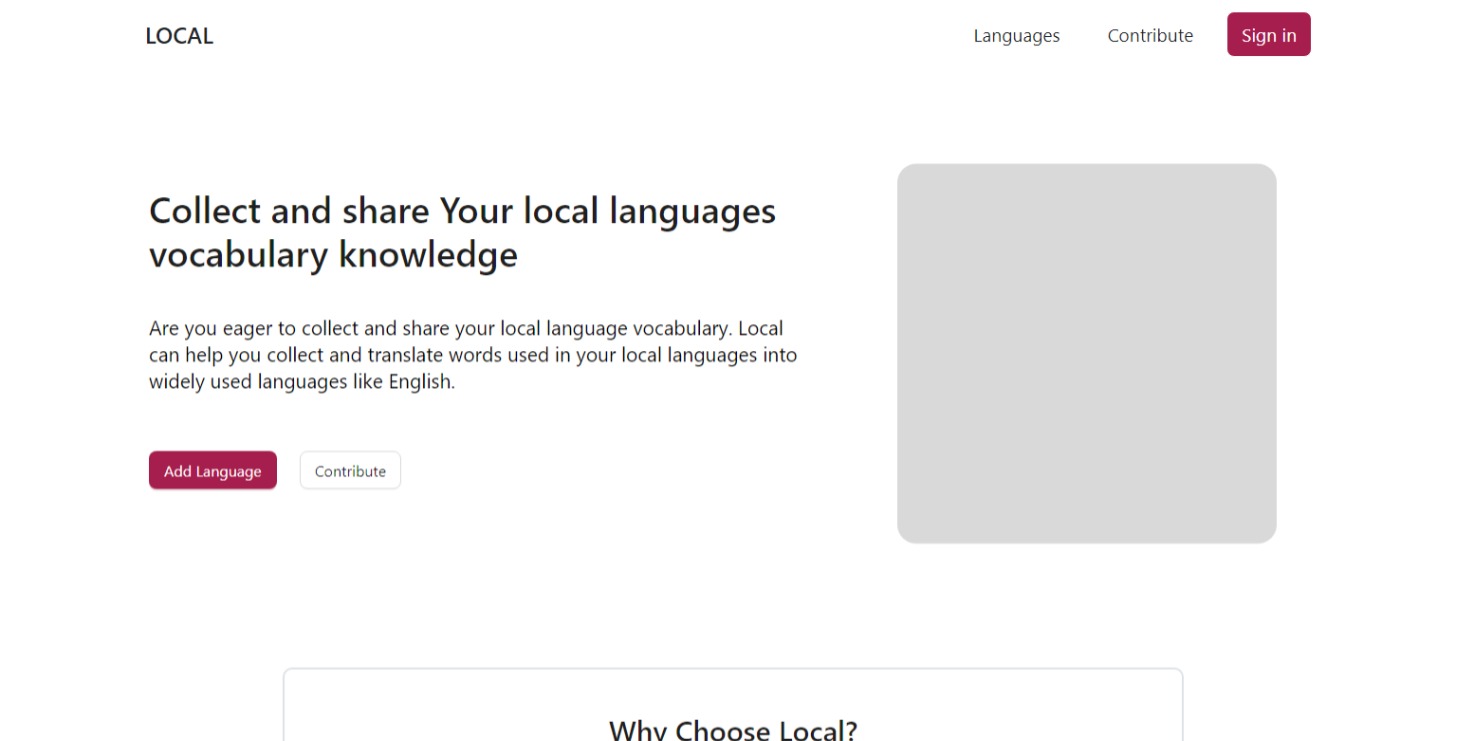 LOCAL
Languages
Contribute
Sign in
Collect and share Your local languages
vocabulary knowledge
Are you eager to collect and share your local language vocabulary. Local
can help you collect and translate words used in your local languages into
widely used languages like English.
Add Language
Contribute
Why Choose Local?